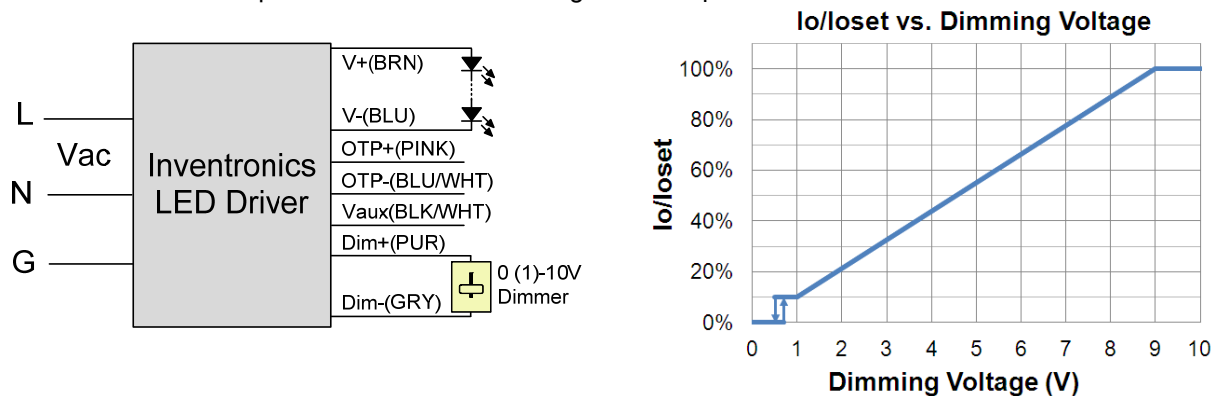 L
Vac
N
G
Inventronics
LED Driver
V+(BRN)
V-(BLU)
OTP+(PINK)
OTP-(BLU/WHT)
Vaux(BLK/WHT)
Dim+(PUR)
Dim-(GRY)
0 (1)-10V
Dimmer
Io/Ioset vs. Dimming Voltage
Io/Ioset
100%
80%
60%
40%
20%
0%
0 1 2 3 4 5 6 7 8 9 10
Dimming Voltage (V)